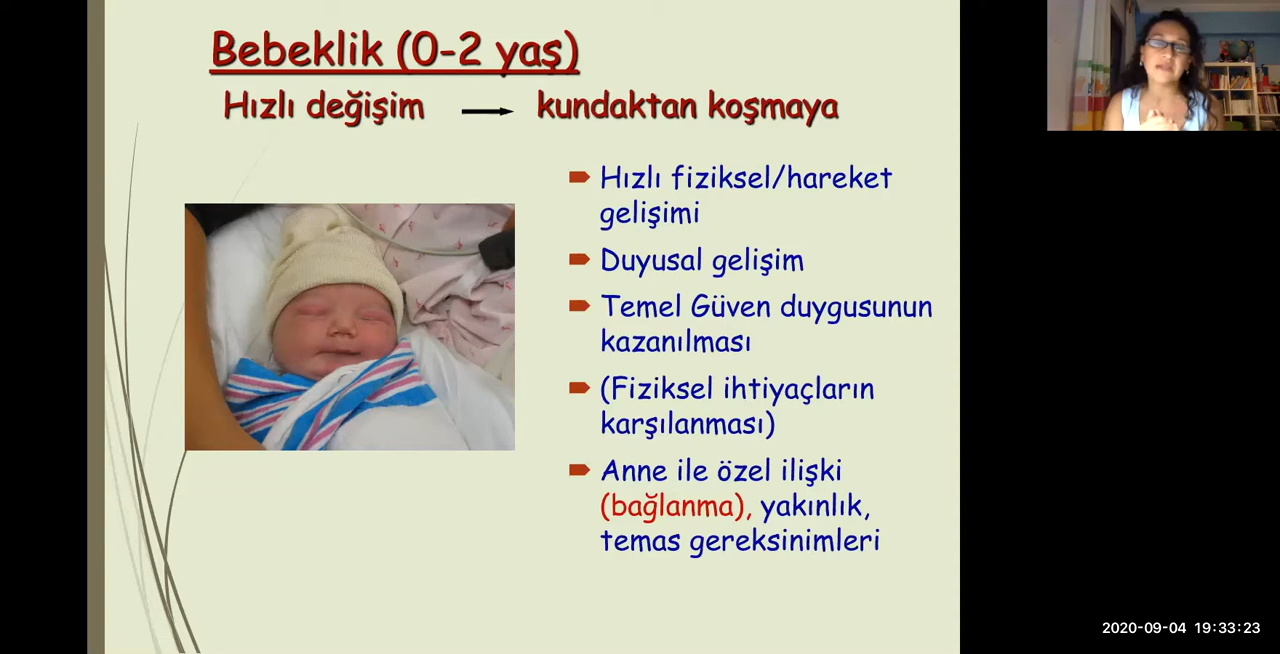 Bebeklik (0-2 yaş)
Hızlı değişim → kundaktan koşmaya
Hızlı fiziksel/hareket
gelişimi
Duyusal gelişim
Temel Güven duygusunun
kazanılması
(Fiziksel ihtiyaçların
karşılanması)
Anne ile özel ilişki
(bağlanma), yakınlık,
temas gereksinimleri
2020-09-04 19:33:23